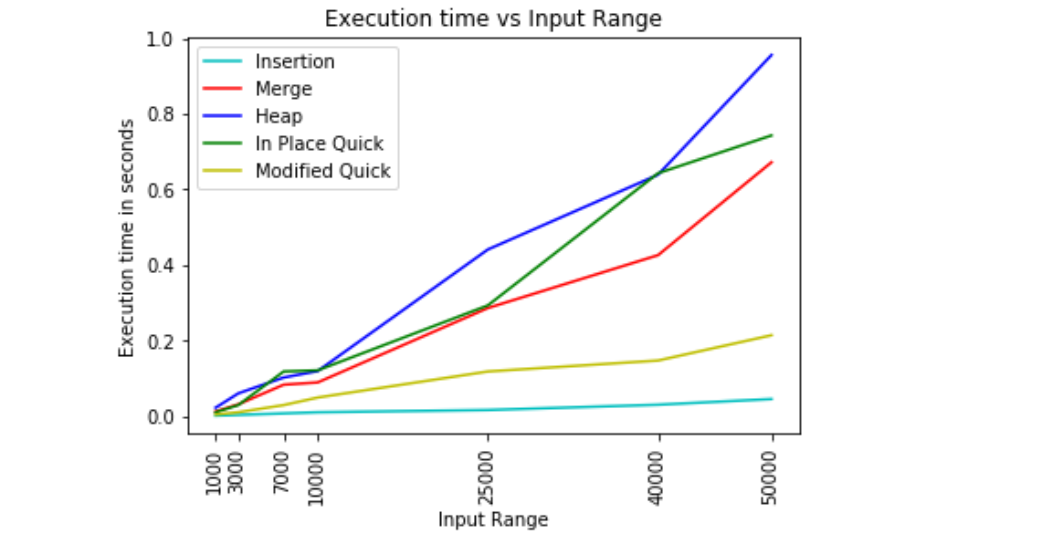 Execution time vs Input Range
1.0
0.8
0.6
0.4
0.2
0.0
Execution time in seconds
Insertion
Merge
Heap
In Place Quick
Modified Quick
1000
3000
7000
10000
25000
40000
50000
Input Range